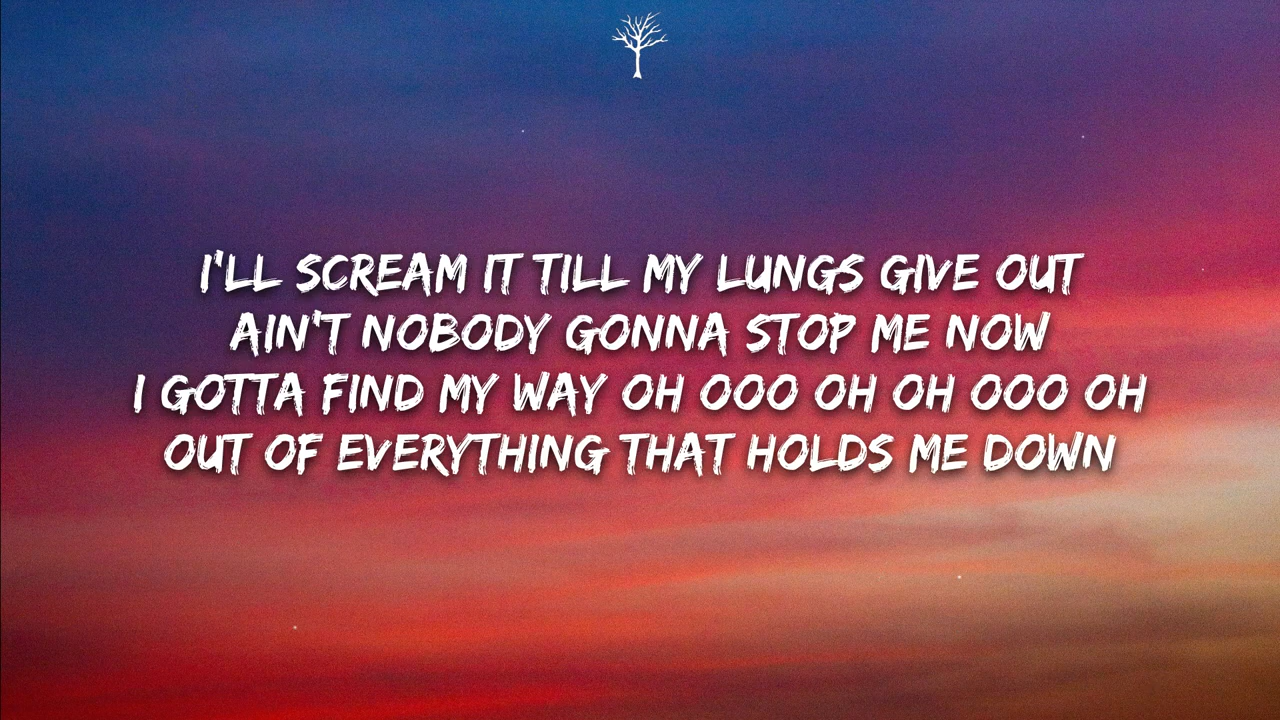 I'LL SCREAM IT TILL MY LUNGS GIVE OUT
AIN'T NOBODY GONNA STOP ME NOW
I GOTTA FIND MY WAY OH OOO OH OH OOO OH
OUT OF EVERYTHING THAT HOLDS ME DOWN